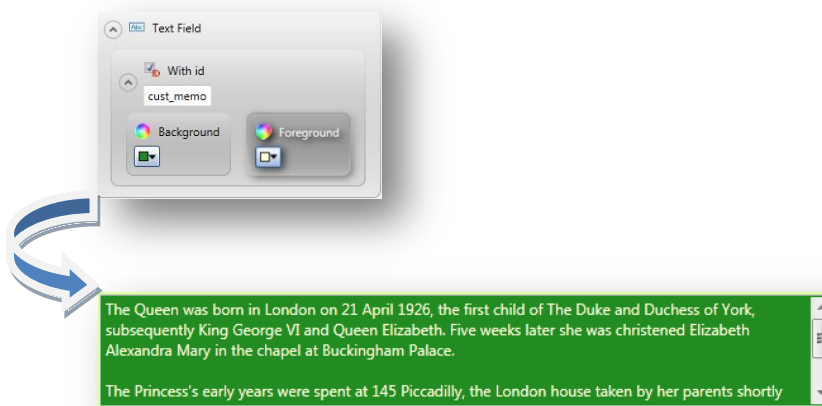 Abc Text Field
With id
cust_memo
Background
Foreground
The Queen was born in London on 21 April 1926, the first child of The Duke and Duchess of York,
subsequently King George VI and Queen Elizabeth. Five weeks later she was christened Elizabeth
Alexandra Mary in the chapel at Buckingham Palace.
The Princess's early years were spent at 145 Piccadilly, the London house taken by her parents shortly